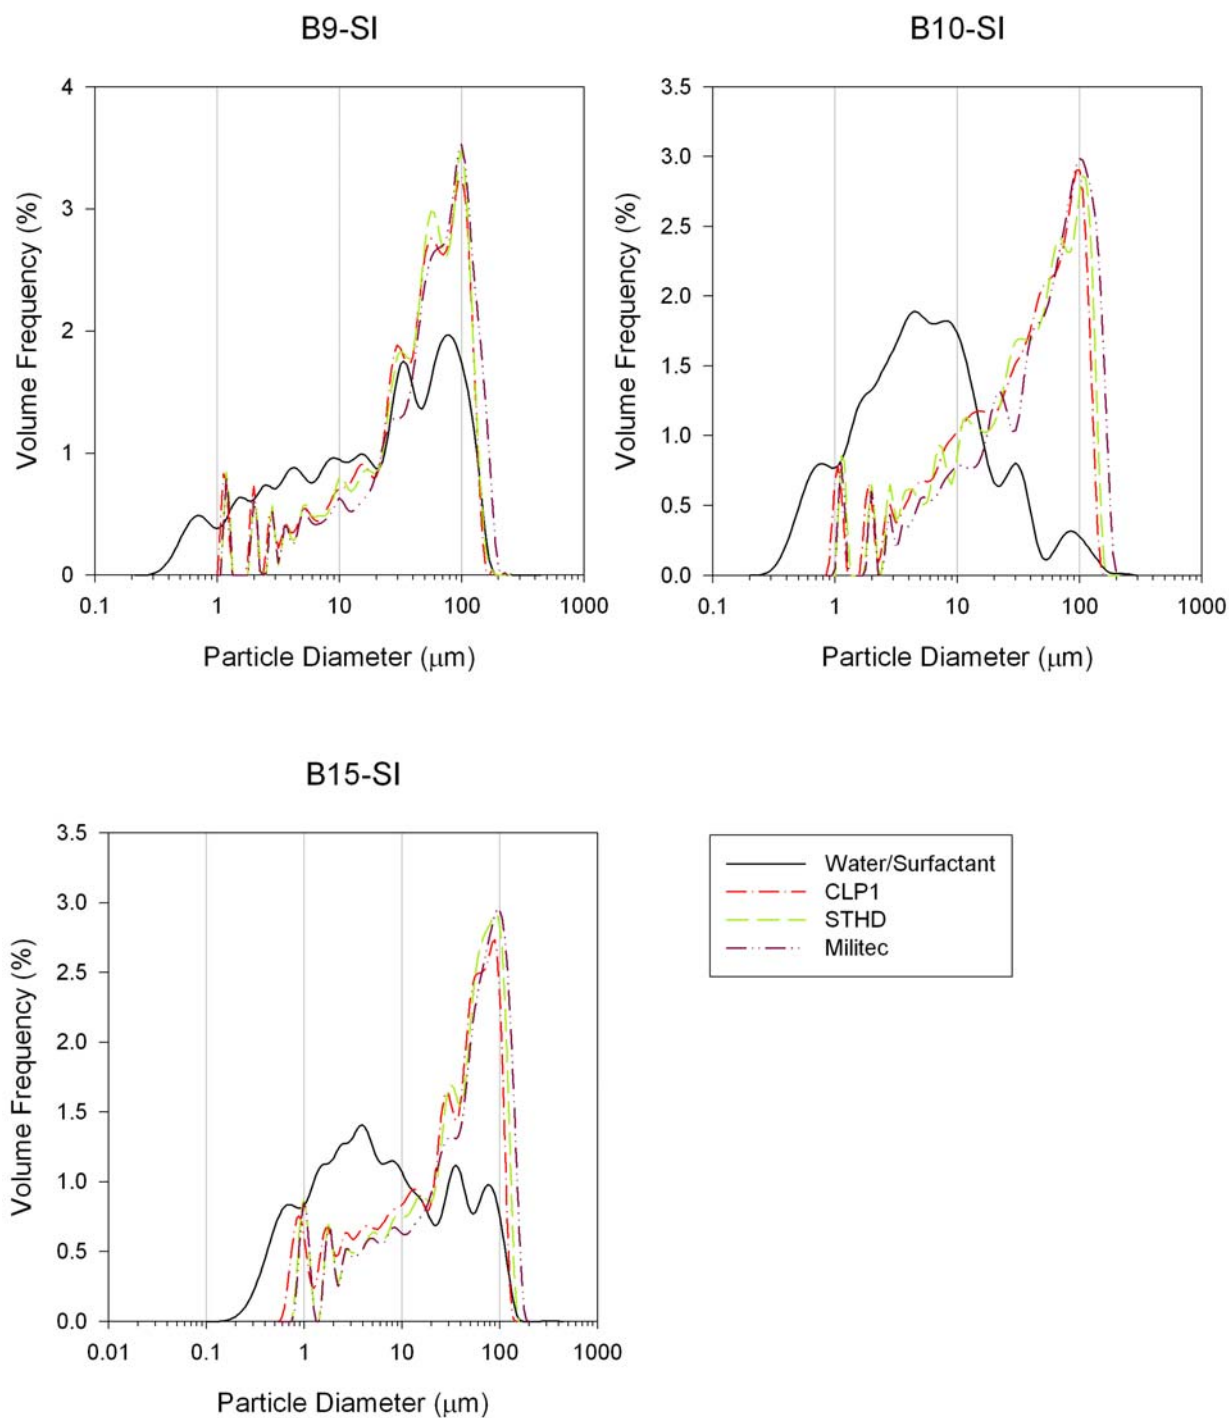 B9-SI
4
3
2
1
0
Volume Frequency (%)
0.1 1 10 100 1000
Particle Diameter (μm)
B10-SI
3.5
3.0
2.5
2.0
1.5
1.0
0.5
0.0
Volume Frequency (%)
0.1 1 10 100 1000
Particle Diameter (μm)
B15-SI
3.5
3.0
2.5
2.0
1.5
1.0
0.5
0.0
Volume Frequency (%)
0.01 0.1 1 10 100 1000
Particle Diameter (μm)
Water/Surfactant
CLP1
STHD
Militec